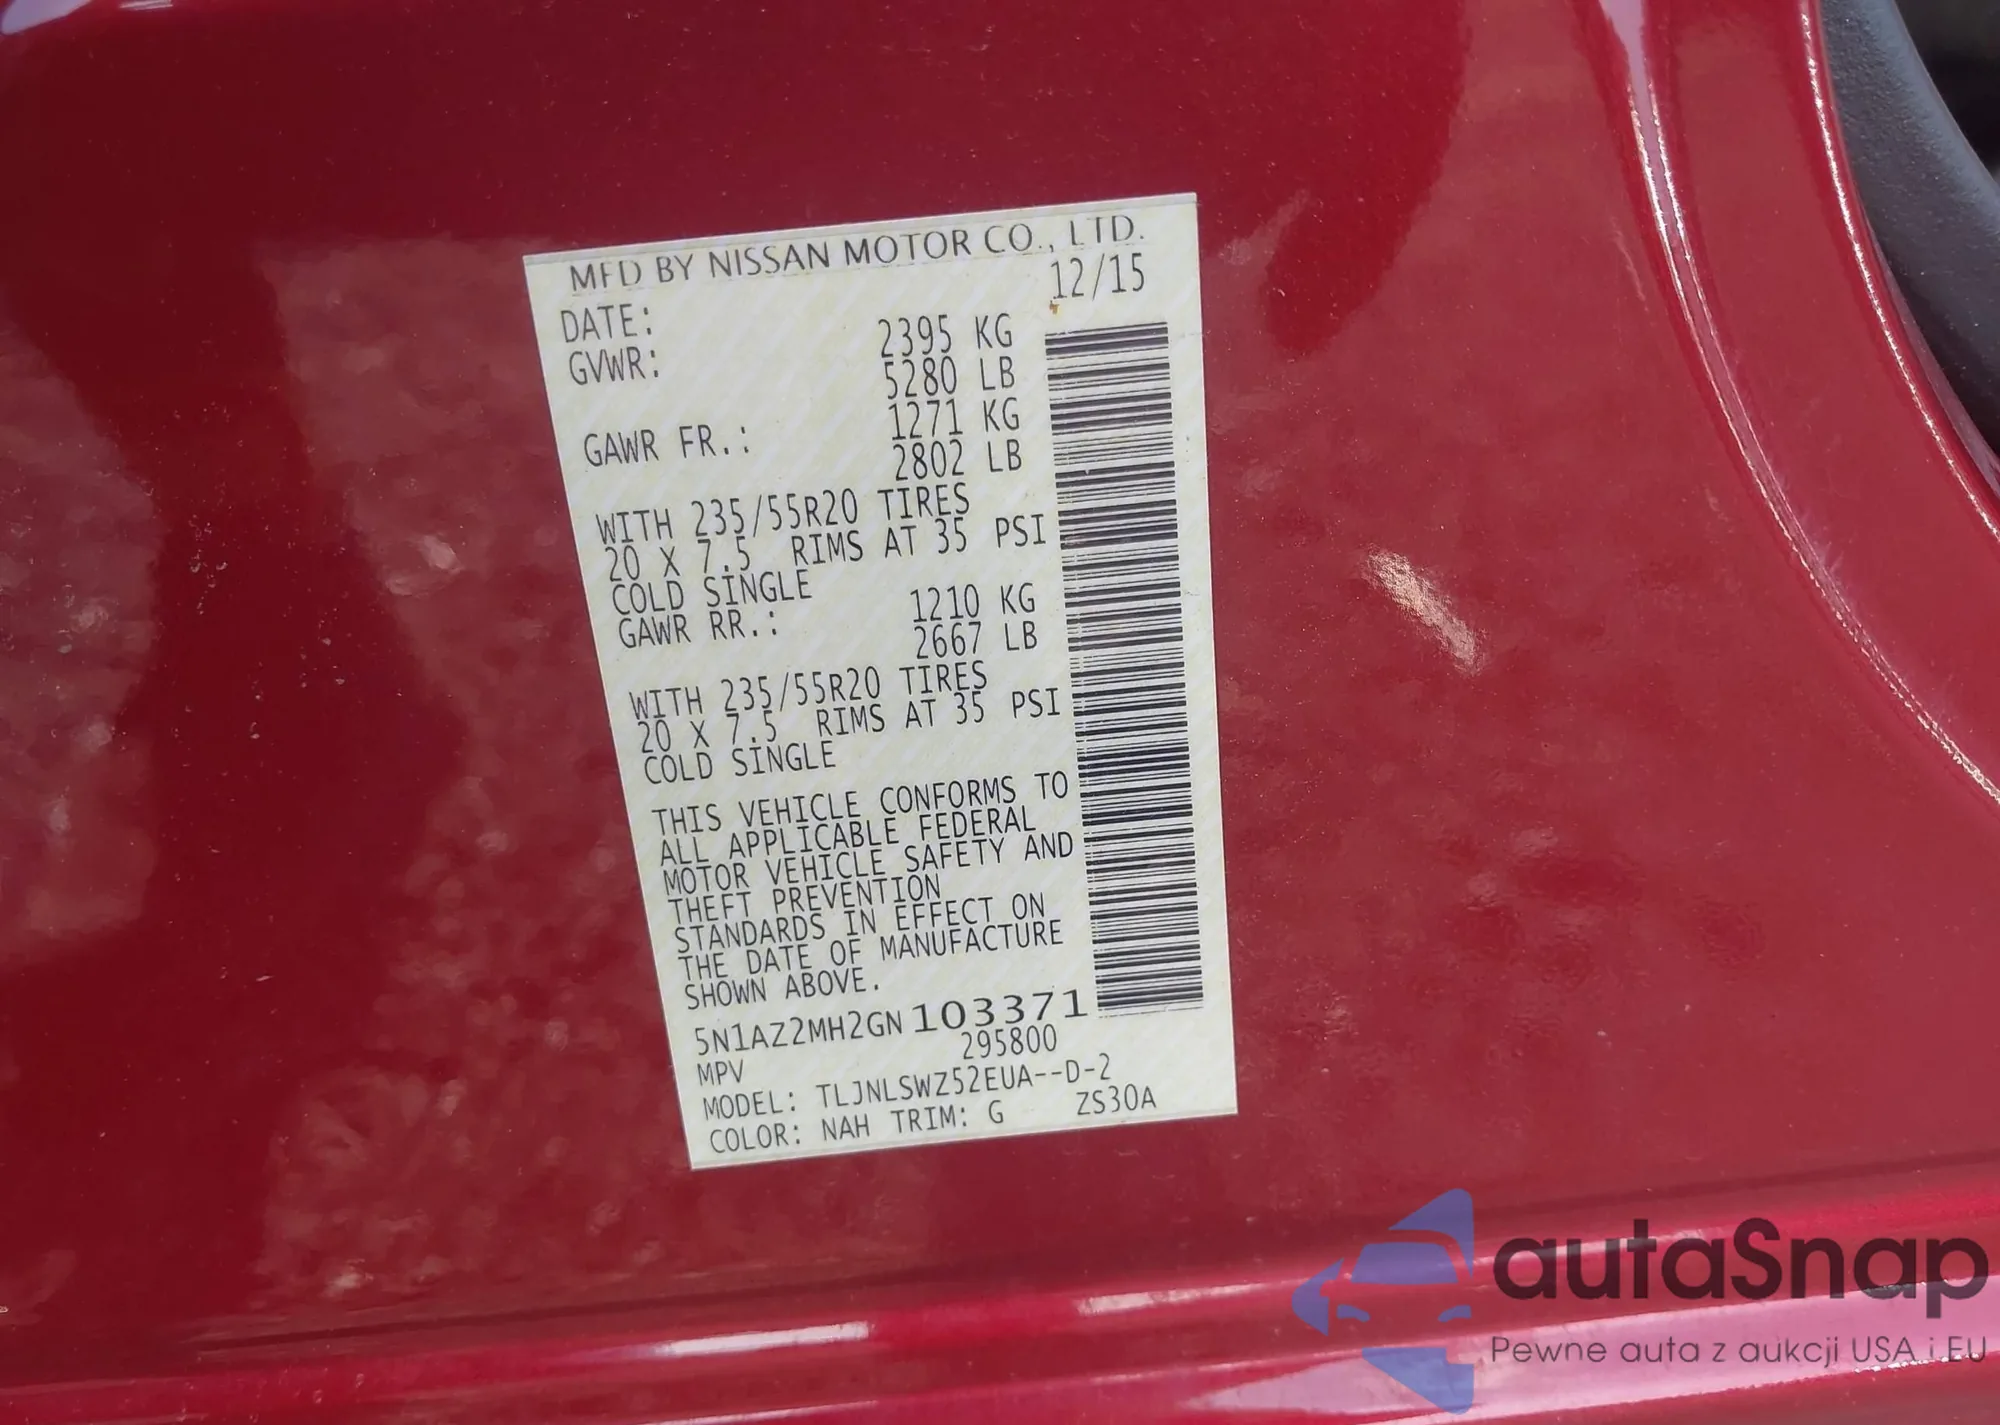 MFD BY NISSAN MOTOR CO., LTD.
DATE: 12/15
GVWR: 2395 KG
5280 LB
GAWR FR.: 1271 KG
2802 LB
WITH 235/55R20 TIRES
20 X 7.5 RIMS AT 35 PSI
COLD SINGLE
GAWR RR.: 1210 KG
2667 LB
WITH 235/55R20 TIRES
20 X 7.5 RIMS AT 35 PSI
COLD SINGLE
THIS VEHICLE CONFORMS TO
ALL APPLICABLE FEDERAL
MOTOR VEHICLE SAFETY AND
THEFT PREVENTION
STANDARDS IN EFFECT ON
THE DATE OF MANUFACTURE
SHOWN ABOVE.
5N1AZ2MH2GN103371
295800
MPV
MODEL: TLJNLSWZ52EUA--D-2
COLOR: NAH TRIM: G ZS30A
autaSnap
Pewne auta z aukcji USA i EU